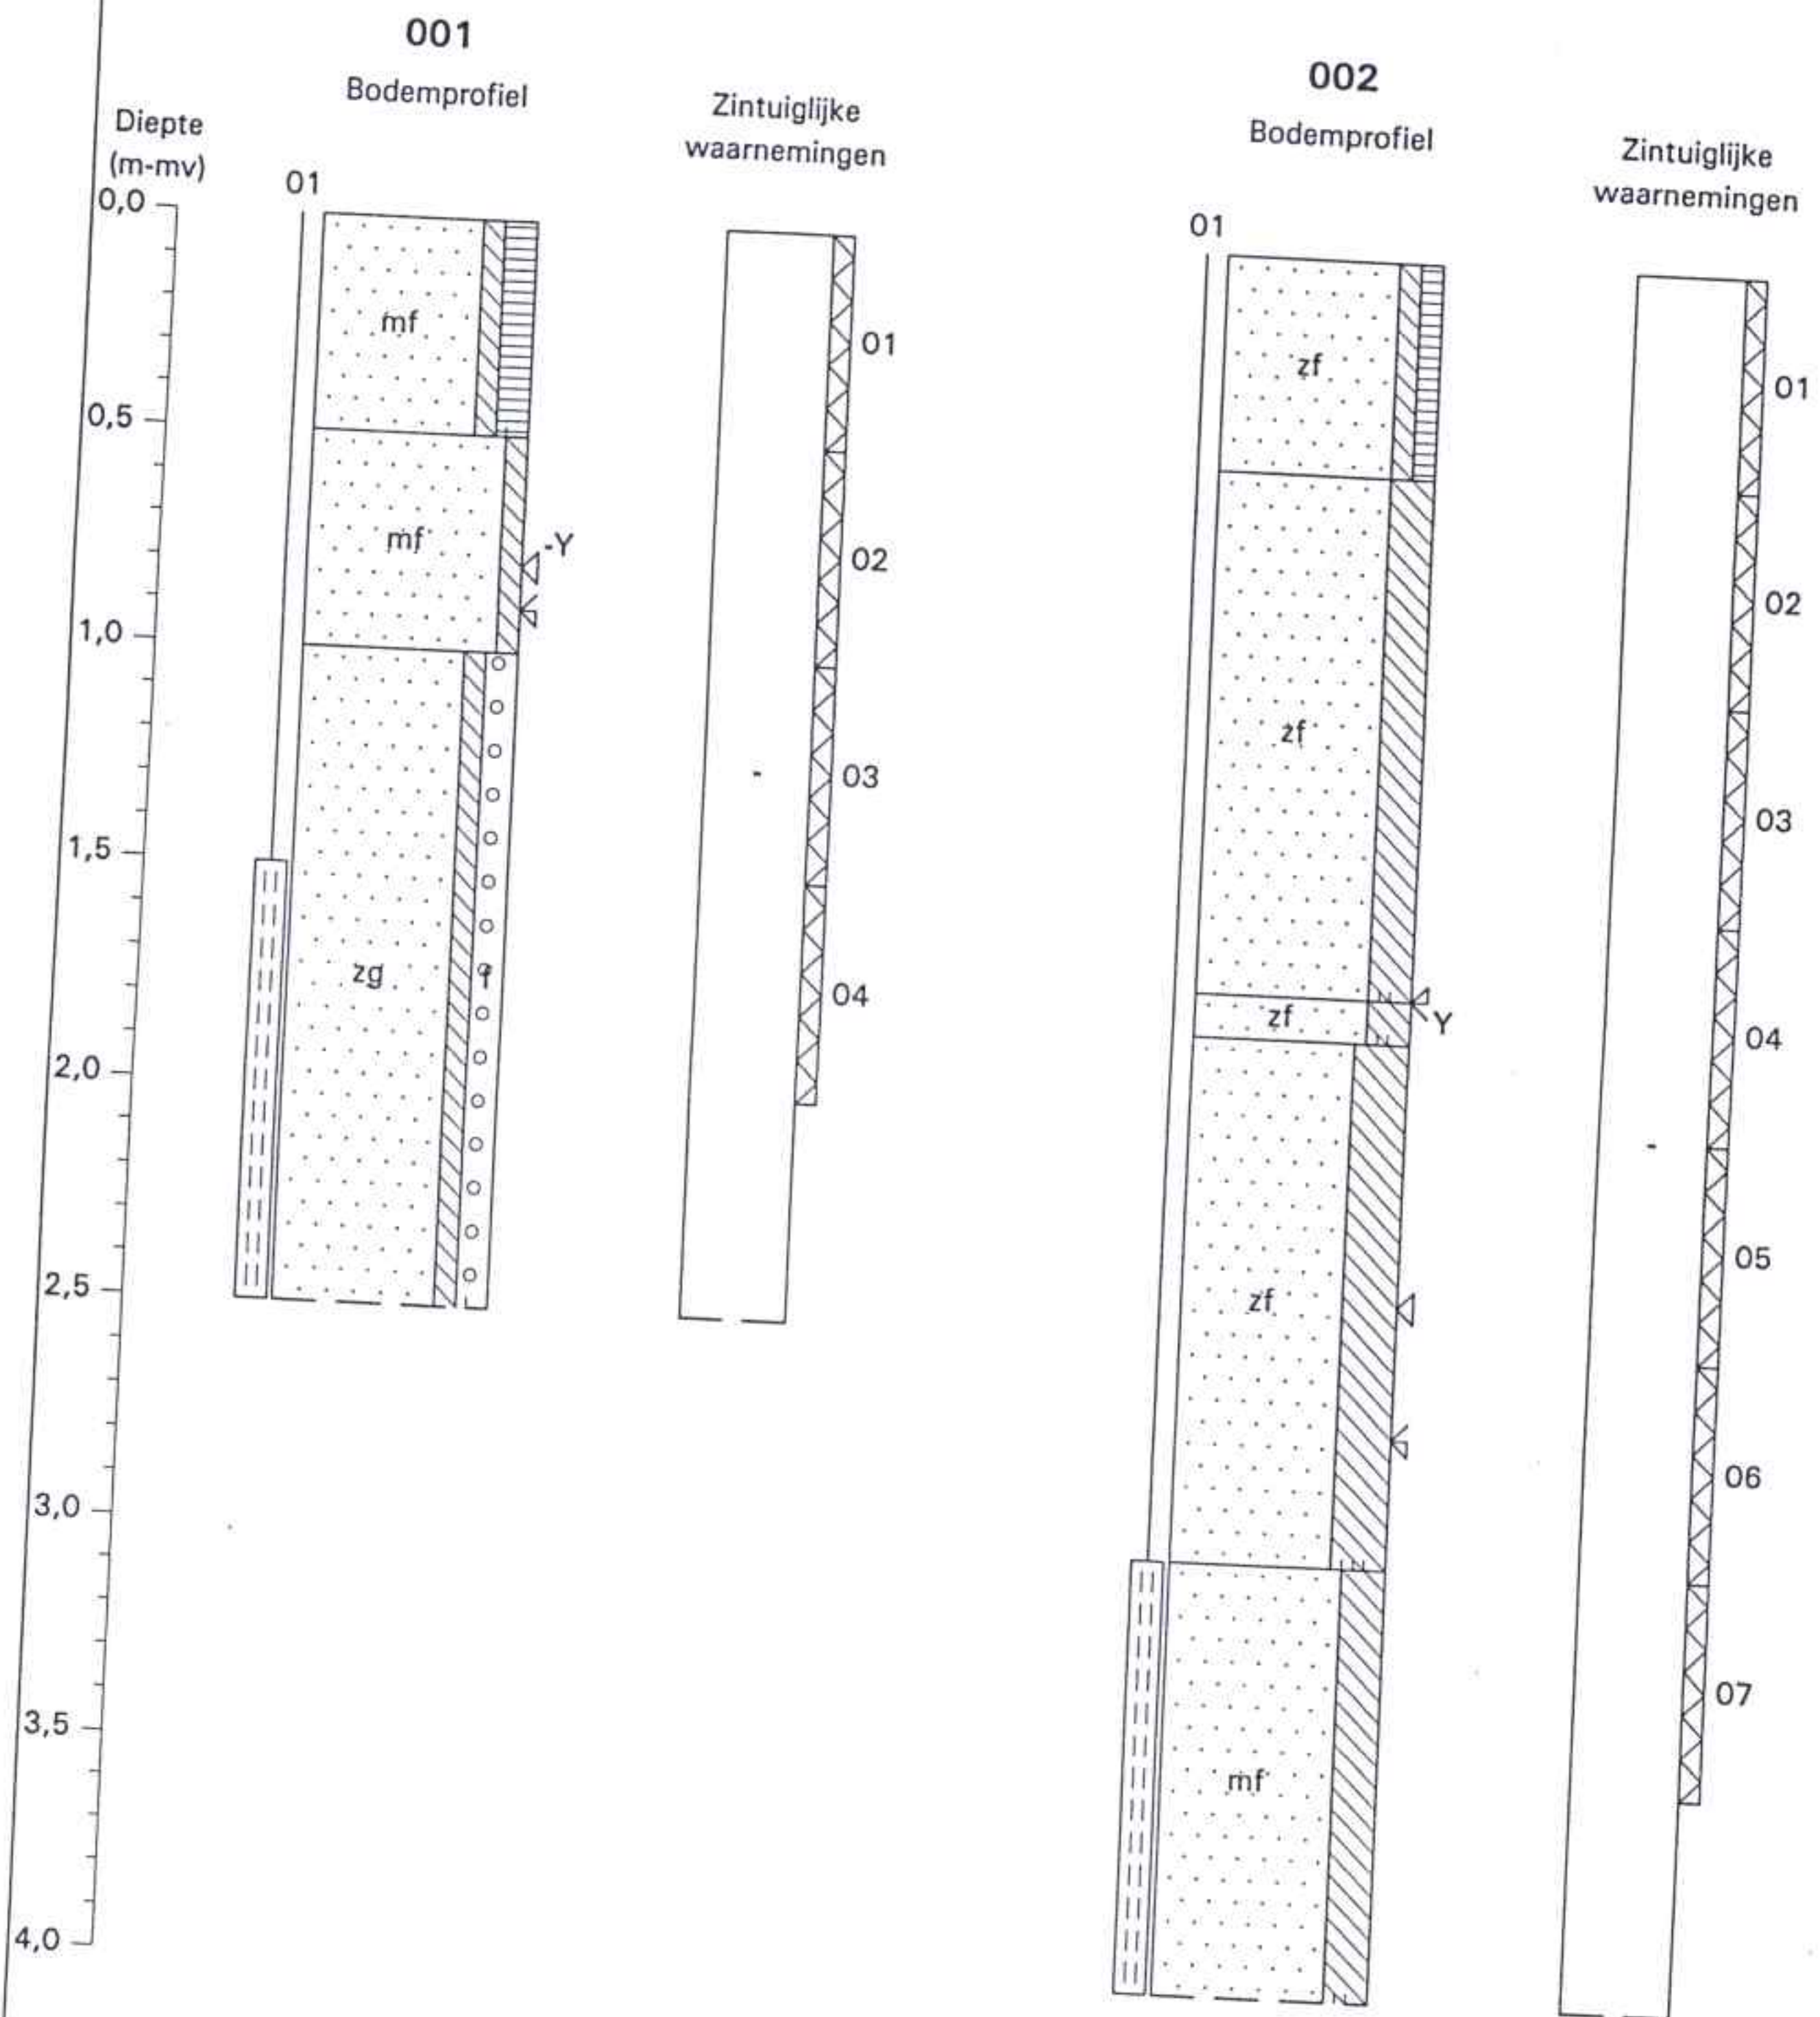 001
Bodemprofiel
Zintuiglijke
waarnemingen
002
Bodemprofiel
Zintuiglijke
waarnemingen
Diepte
(m-mv)
01
01
0,0
0,5
1,0
1,5
2,0
2,5
3,0
3,5
4,0
mf
mf
-Y
zg
f
-
01
02
03
04
zf
zf
zf
Y
zf
mf
-
01
02
03
04
05
06
07